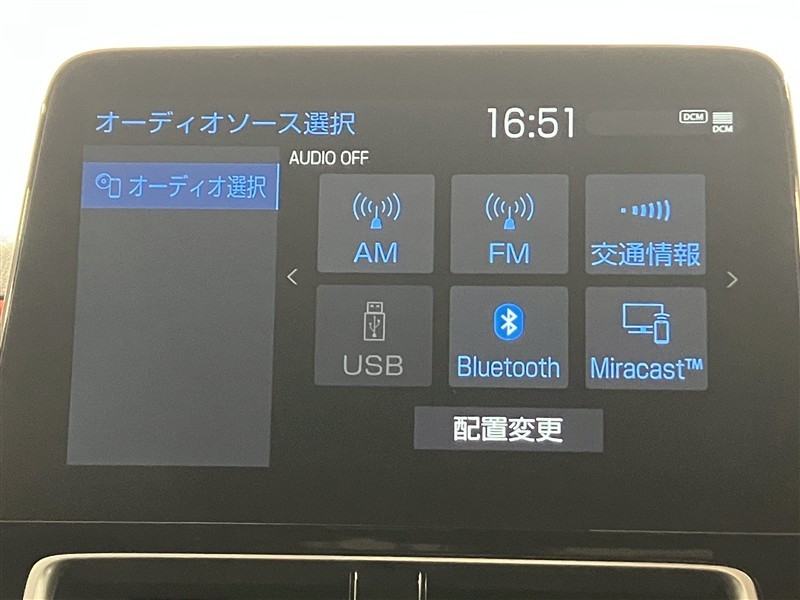 オーディオソース選択 16:51 DCM DCM
AUDIO OFF
オーディオ選択
AM FM 交通情報
USB Bluetooth Miracast™
配置変更